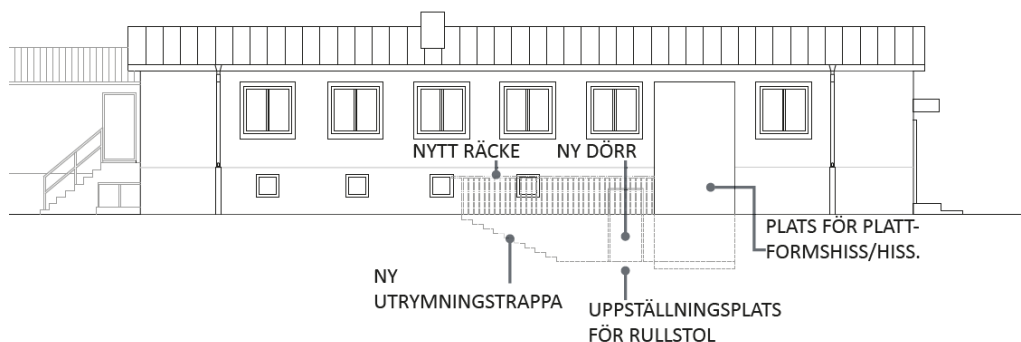 NYTT RÄCKE
NY DÖRR
PLATS FÖR PLATT-
FORMSHISS/HISS.
NY
UTRYMNINGSTRAPPA
UPPSTÄLLNINGSPLATS
FÖR RULLSTOL